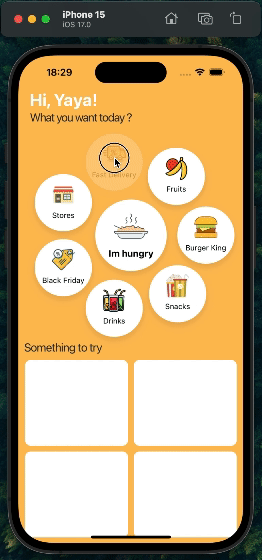 iPhone 15
iOS 17.0
18:29
Hi, Yaya!
What you want today ?
Fast Delivery
Fruits
Stores
Im hungry
Burger King
Black Friday
Snacks
Drinks
Something to try